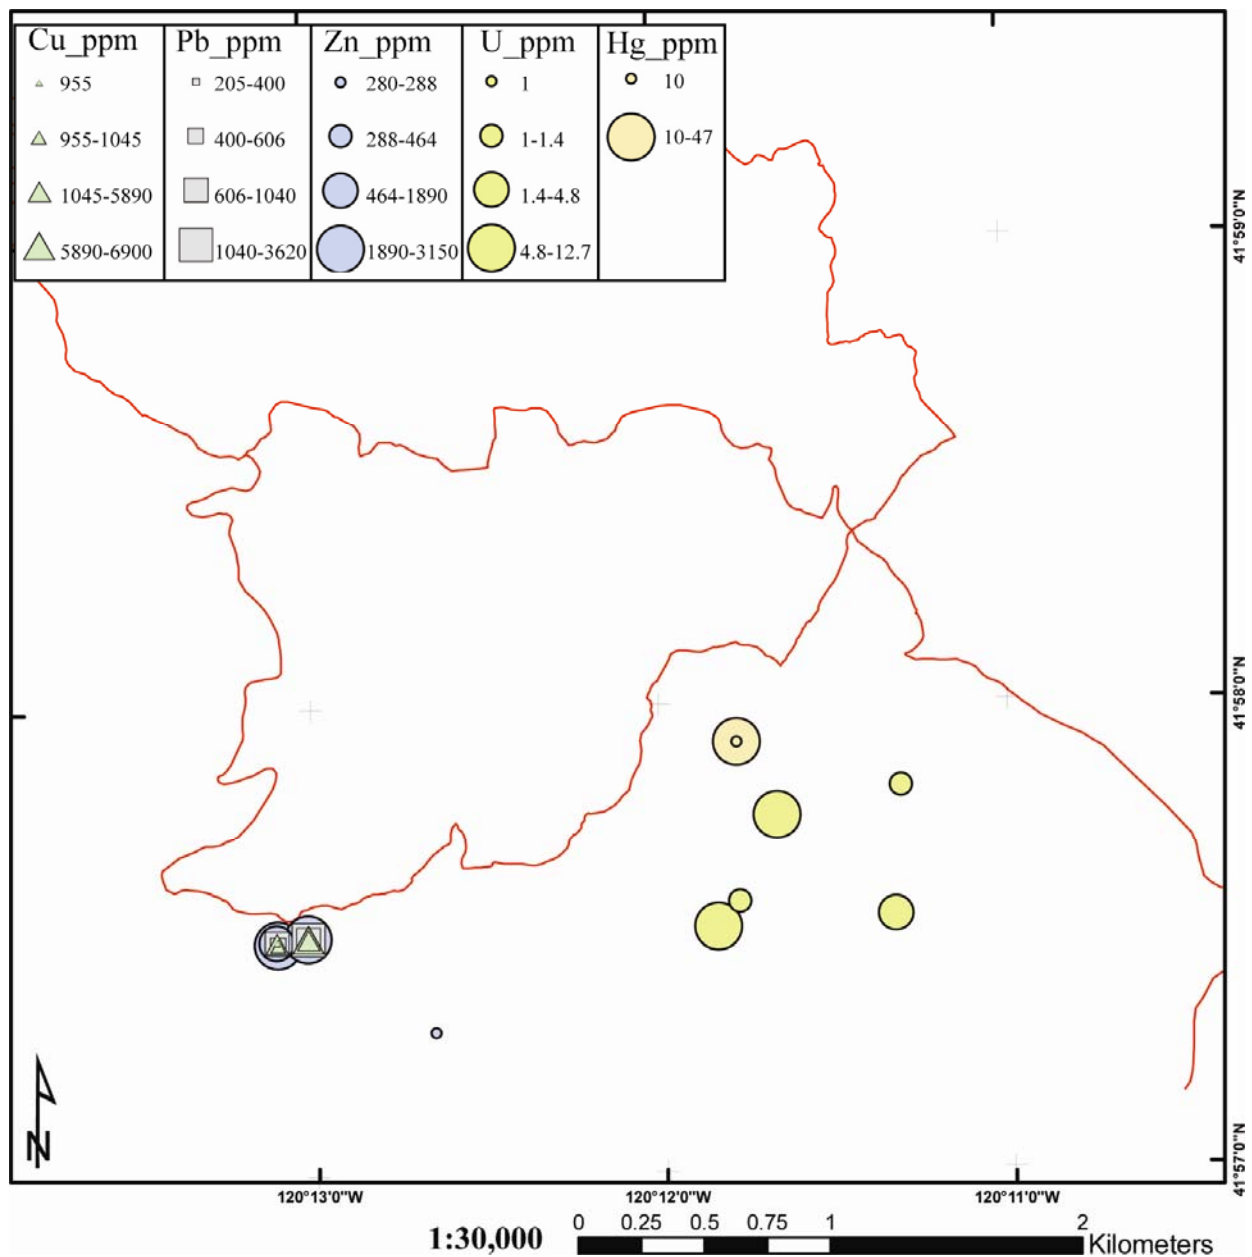 Cu_ppm Pb_ppm Zn_ppm U_ppm Hg_ppm
955 205-400 280-288 1 10
955-1045 400-606 288-464 1-1.4 10-47
1045-5890 606-1040 464-1890 1.4-4.8
5890-6900 1040-3620 1890-3150 4.8-12.7
41°59'0"N
41°58'0"N
41°57'0"N
N
120°13'0"W 120°12'0"W 120°11'0"W
1:30,000
0 0.25 0.5 0.75 1 2
Kilometers